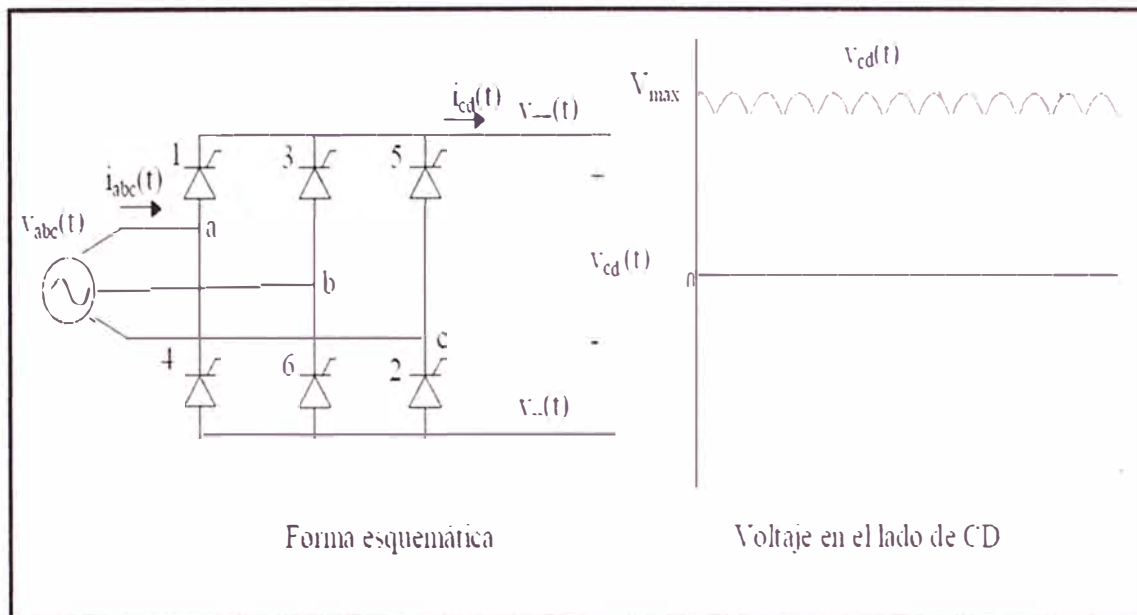 v_cd(t)
V_max
i_cd(t)
1
3
5
i_abc(t)
+
v_abc(t)
a
v_cd(t)
0
b
c
-
4
6
2
Forma esquemática
Voltaje en el lado de CD